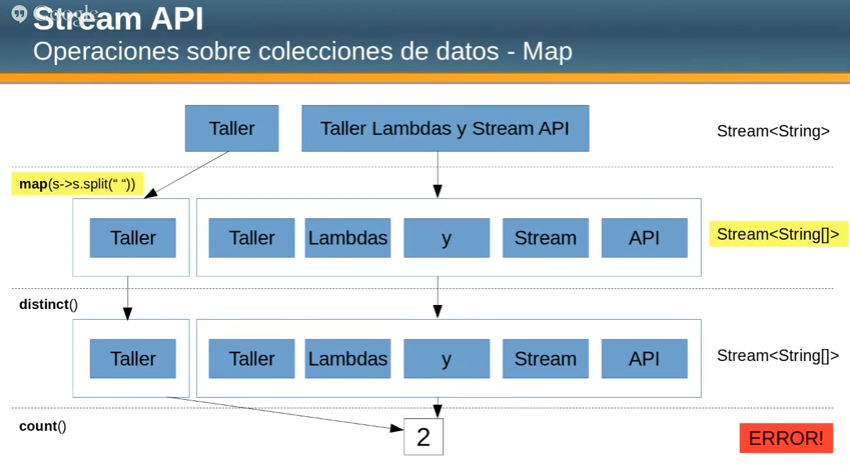 Google
Stream API
Operaciones sobre colecciones de datos - Map
Taller
Taller Lambdas y Stream API
Stream<String>
map(s->s.split(“ “))
Taller
Taller
Lambdas
y
Stream
API
Stream<String[]>
distinct()
Taller
Taller
Lambdas
y
Stream
API
Stream<String[]>
count()
2
ERROR!